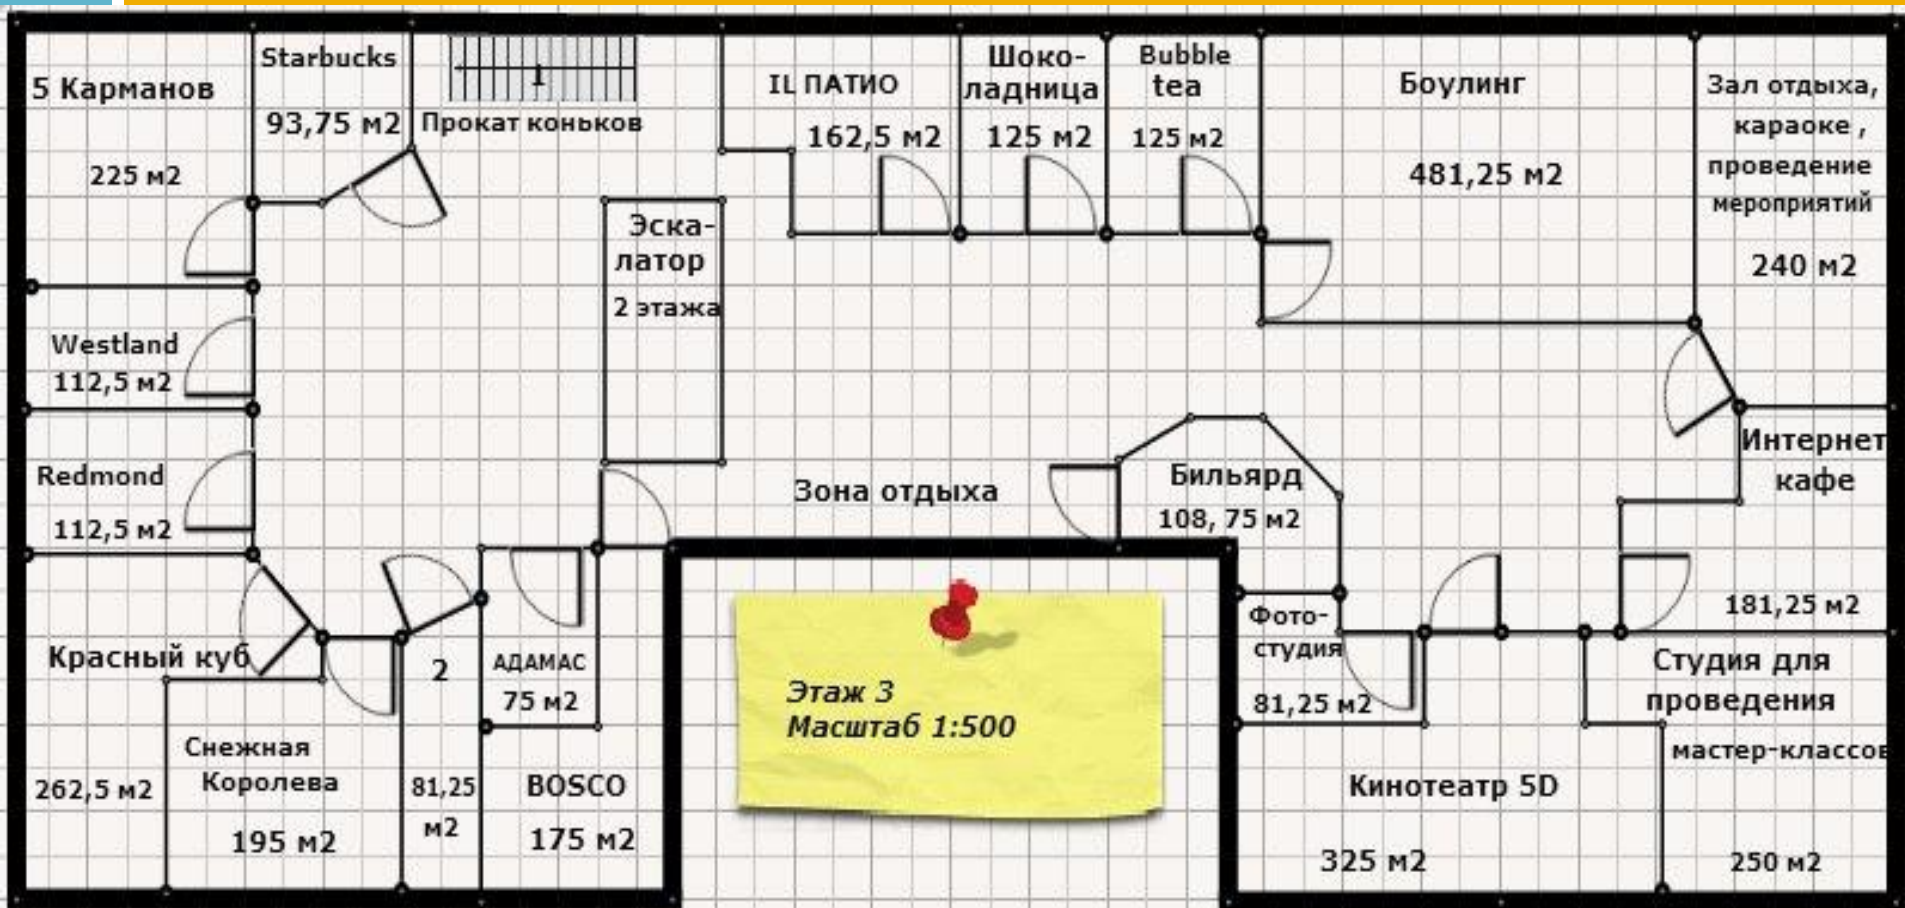 5 Карманов
225 м2
Starbucks
93,75 м2
1
Прокат коньков
IL ПАТИО
162,5 м2
Шоко-
ладница
125 м2
Bubble
tea
125 м2
Боулинг
481,25 м2
Зал отдыха,
караоке ,
проведение
мероприятий
240 м2
Эска-
латор
2 этажа
Westland
112,5 м2
Redmond
112,5 м2
Зона отдыха
Бильярд
108, 75 м2
Интернет
кафе
181,25 м2
Красный куб
262,5 м2
Снежная
Королева
195 м2
2
81,25
м2
АДАМАС
75 м2
BOSCO
175 м2
Этаж 3
Масштаб 1:500
Фото-
студия
81,25 м2
Кинотеатр 5D
325 м2
Студия для
проведения
мастер-классов
250 м2